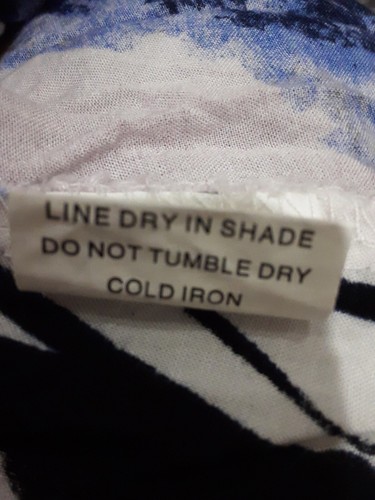 LINE DRY IN SHADE
DO NOT TUMBLE DRY
COLD IRON